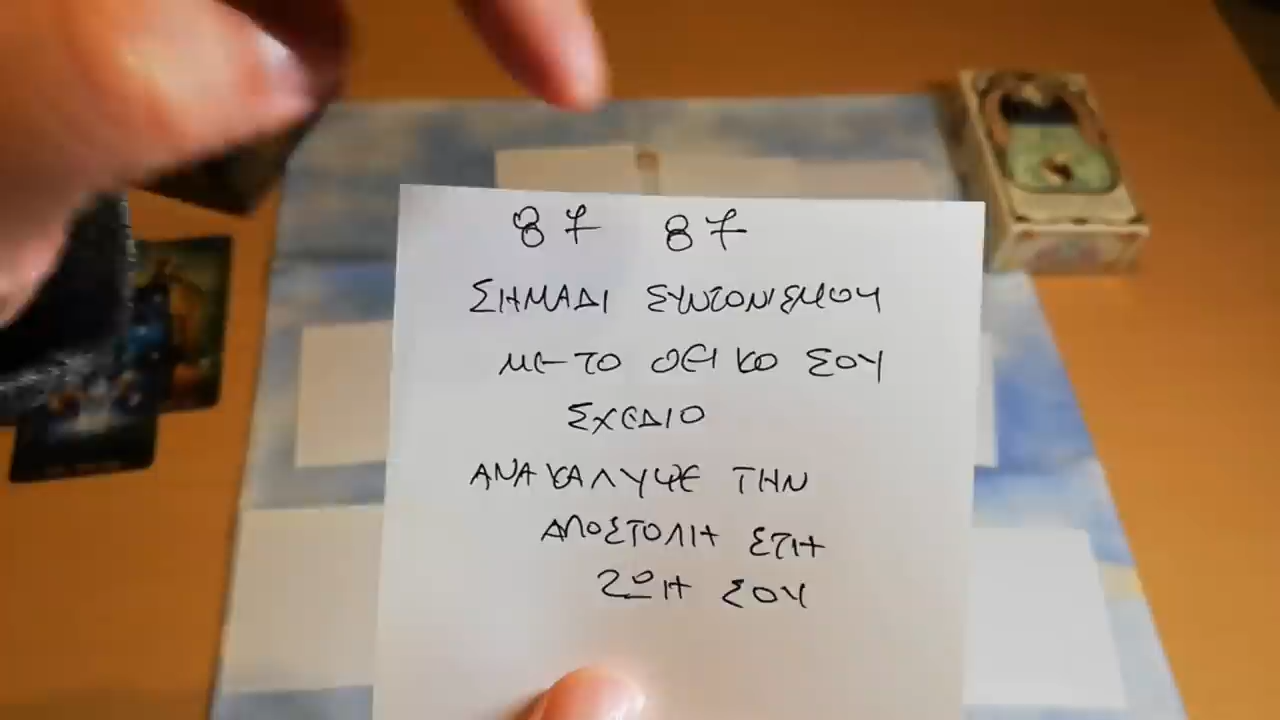 87 87
ΣΗΜΑΔΙ ΣΥΝΤΟΝΙΣΜΟΥ
ΜΕ ΤΟ ΘΕΙΚΟ ΣΟΥ
ΣΧΕΔΙΟ
ΑΝΑΚΑΛΥΨΕ ΤΗΝ
ΑΠΟΣΤΟΛΗ ΣΤΗ
ΖΩΗ ΣΟΥ